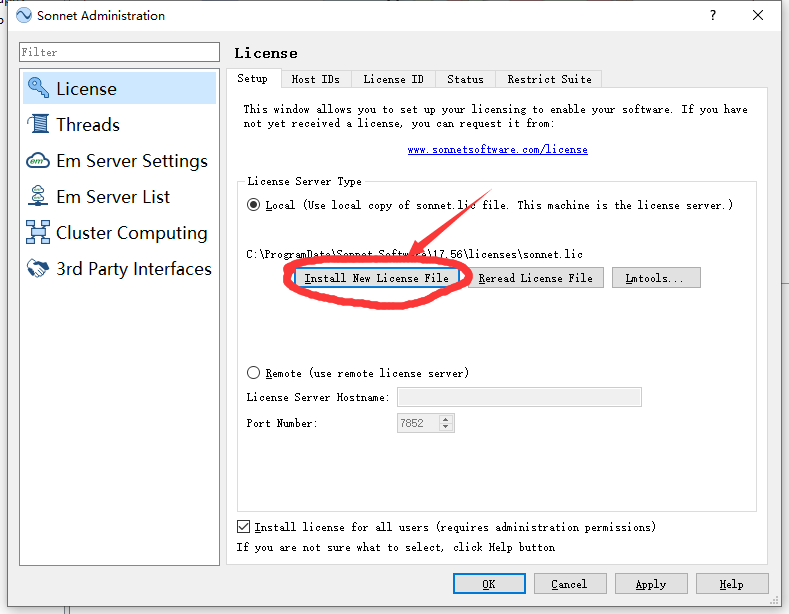 Sonnet Administration
?
Filter
License
Threads
Em Server Settings
Em Server List
Cluster Computing
3rd Party Interfaces
License
Setup
Host IDs
License ID
Status
Restrict Suite
This window allows you to set up your licensing to enable your software. If you have
not yet received a license, you can request it from:
www.sonnetsoftware.com/license
License Server Type
Local (Use local copy of sonnet.lic file. This machine is the license server.)
C:\ProgramData\Sonnet Software\17.56\licenses\sonnet.lic
Install New License File
Reread License File
Lmtools...
Remote (use remote license server)
License Server Hostname:
Port Number:
7852
Install license for all users (requires administration permissions)
If you are not sure what to select, click Help button
OK
Cancel
Apply
Help